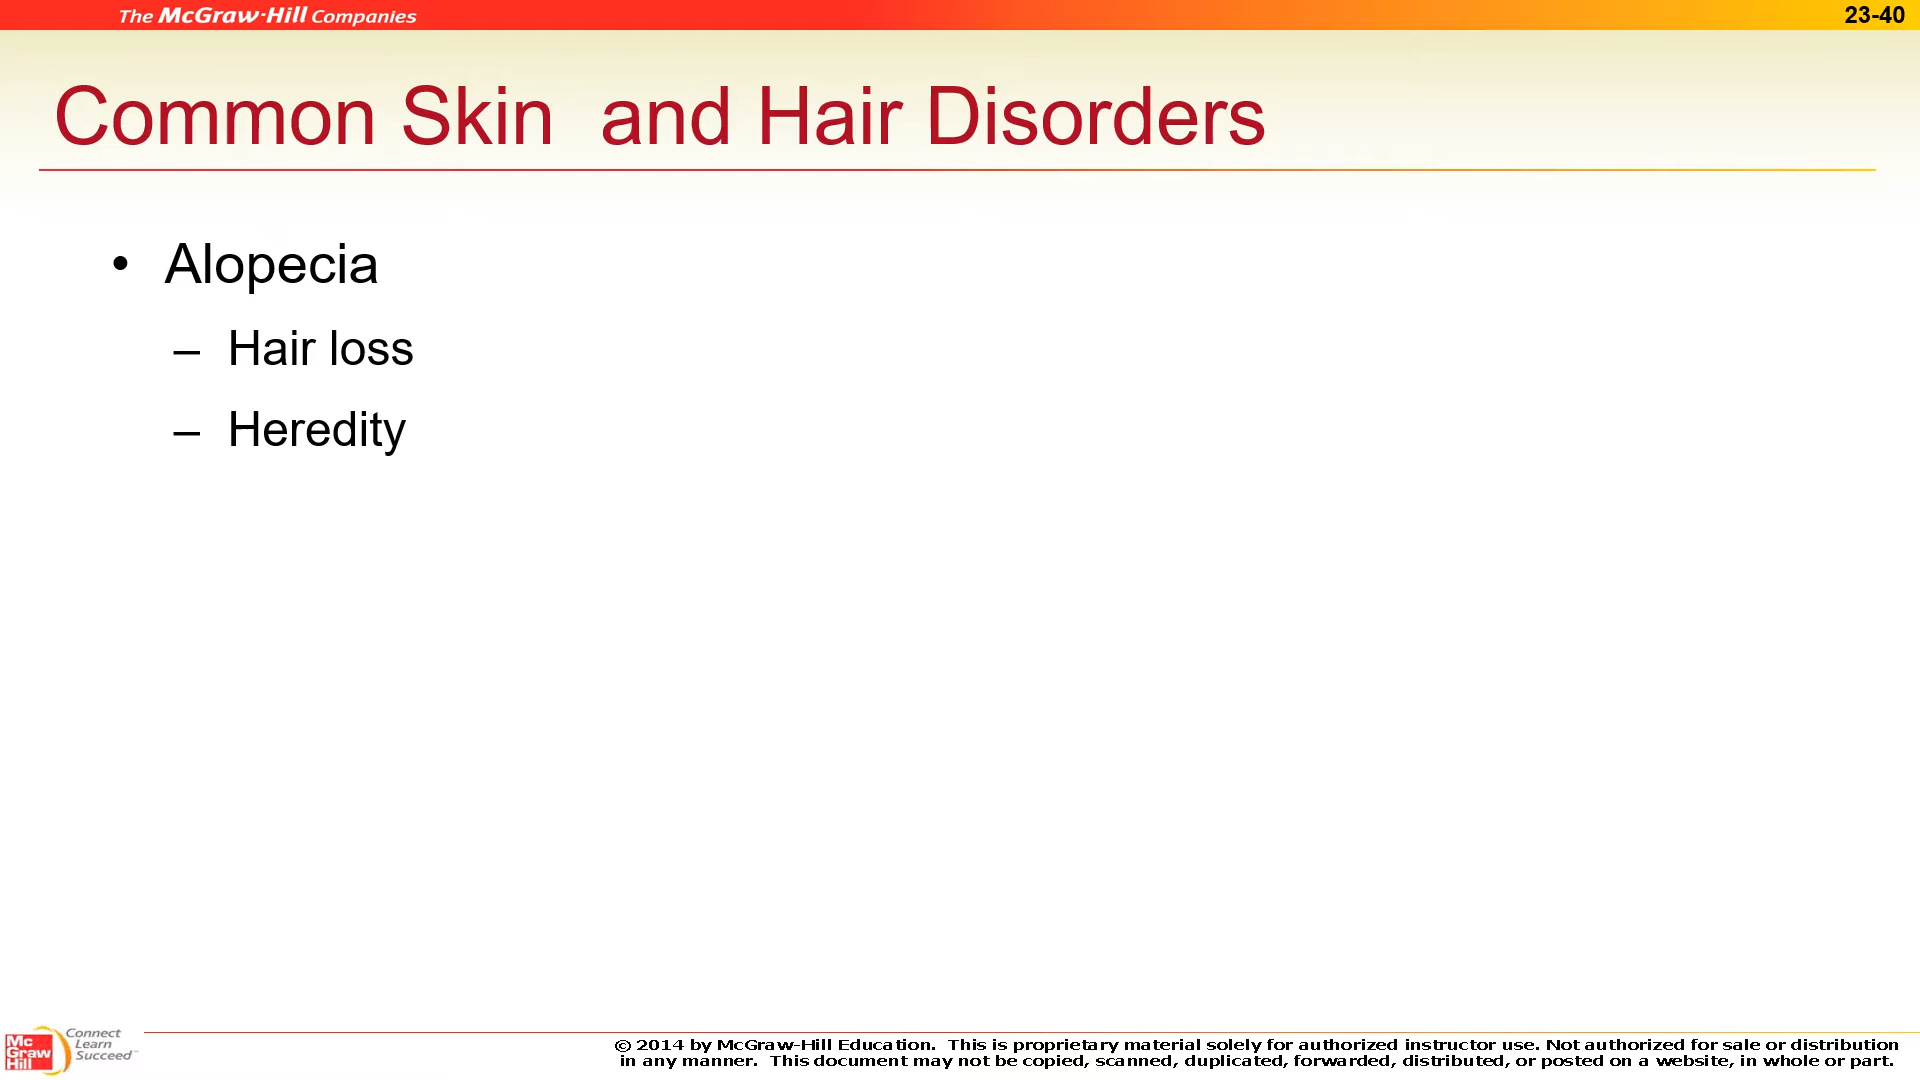 The McGraw-Hill Companies
23-40
Common Skin  and Hair Disorders
• Alopecia
– Hair loss
– Heredity
Mc
Graw
Hill
Connect
Learn
Succeed™
© 2014 by McGraw-Hill Education.  This is proprietary material solely for authorized instructor use. Not authorized for sale or distribution
in any manner.  This document may not be copied, scanned, duplicated, forwarded, distributed, or posted on a website, in whole or part.